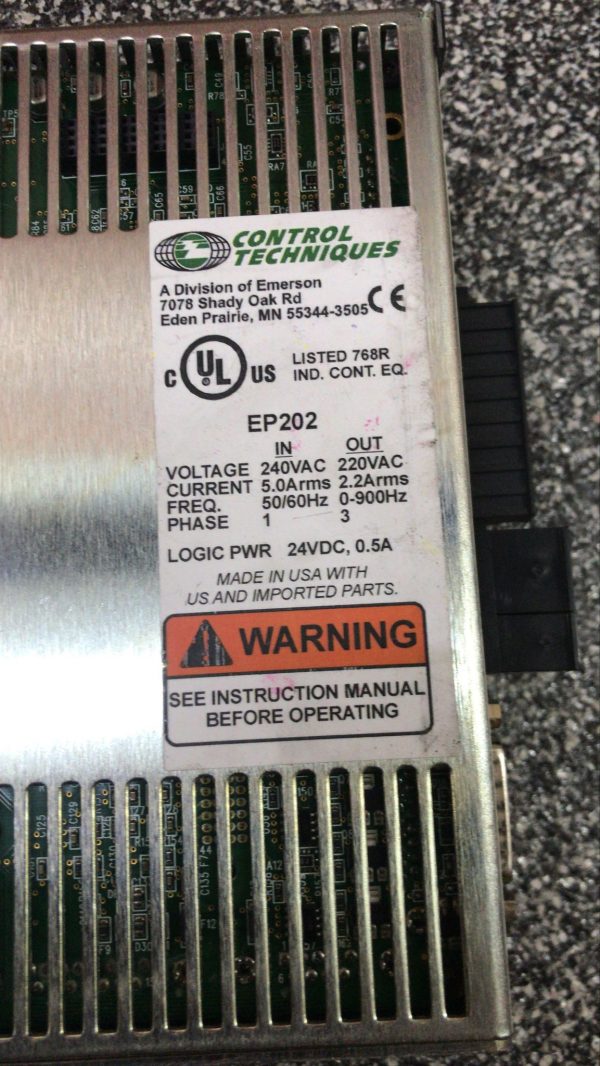 CONTROL
TECHNIQUES
A Division of Emerson
7078 Shady Oak Rd
Eden Prairie, MN 55344-3505 CE
C UL US LISTED 768R
IND. CONT. EQ.
EP202
IN OUT
VOLTAGE 240VAC 220VAC
CURRENT 5.0Arms 2.2Arms
FREQ. 50/60Hz 0-900Hz
PHASE 1 3
LOGIC PWR 24VDC, 0.5A
MADE IN USA WITH
US AND IMPORTED PARTS.
WARNING
SEE INSTRUCTION MANUAL
BEFORE OPERATING